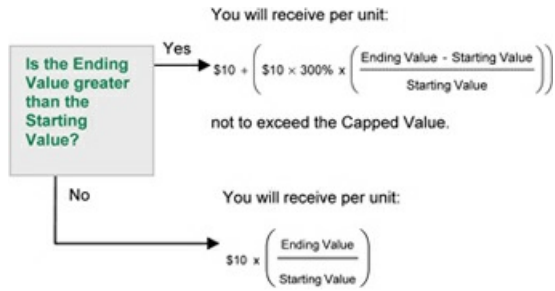 You will receive per unit:
Yes
Is the Ending
Value greater
than the
Starting
Value?
$10 + ( $10 × 300% x ( Ending Value - Starting Value
Starting Value ) )
not to exceed the Capped Value.
No
You will receive per unit:
$10 x ( Ending Value
Starting Value )